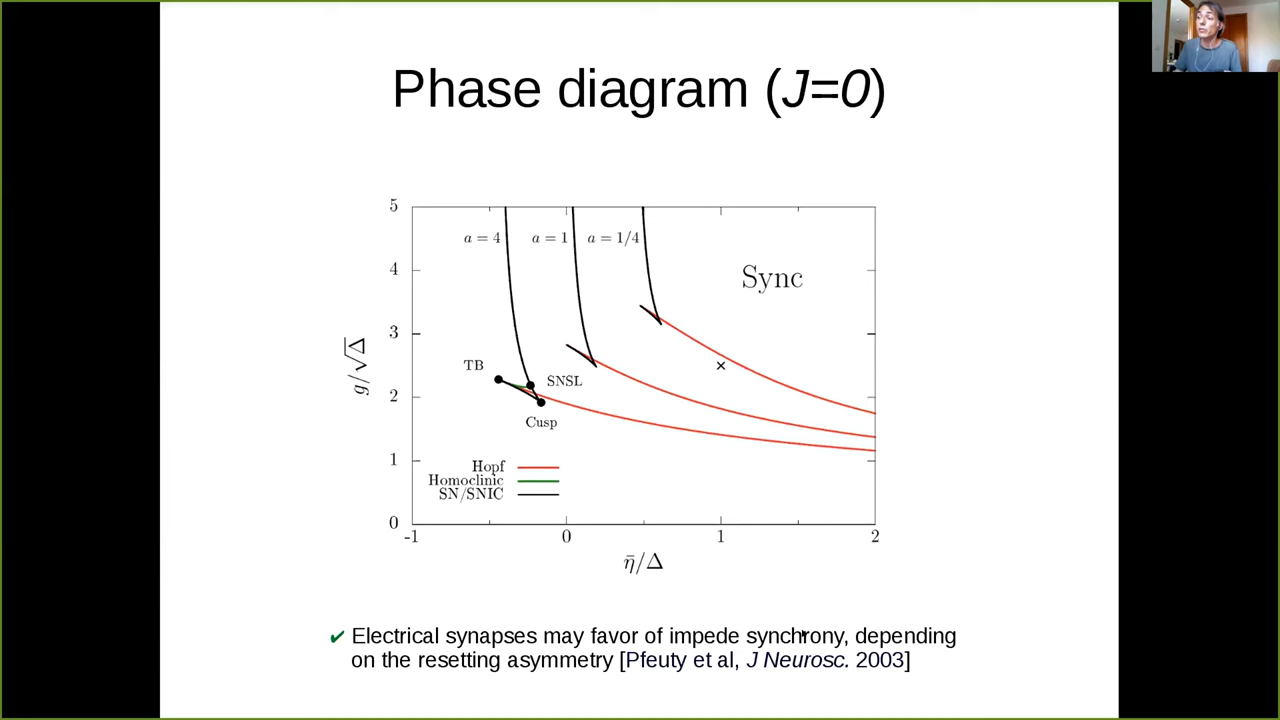 Phase diagram (J=0)
5
a = 4
a = 1
a = 1/4
4
Sync
3
g/√Δ
TB
SNSL
2
Cusp
1
Hopf
Homoclinic
SN/SNIC
0
-1
0
1
2
η̄/Δ
✔ Electrical synapses may favor of impede synchrony, depending
on the resetting asymmetry [Pfeuty et al, J Neurosc. 2003]